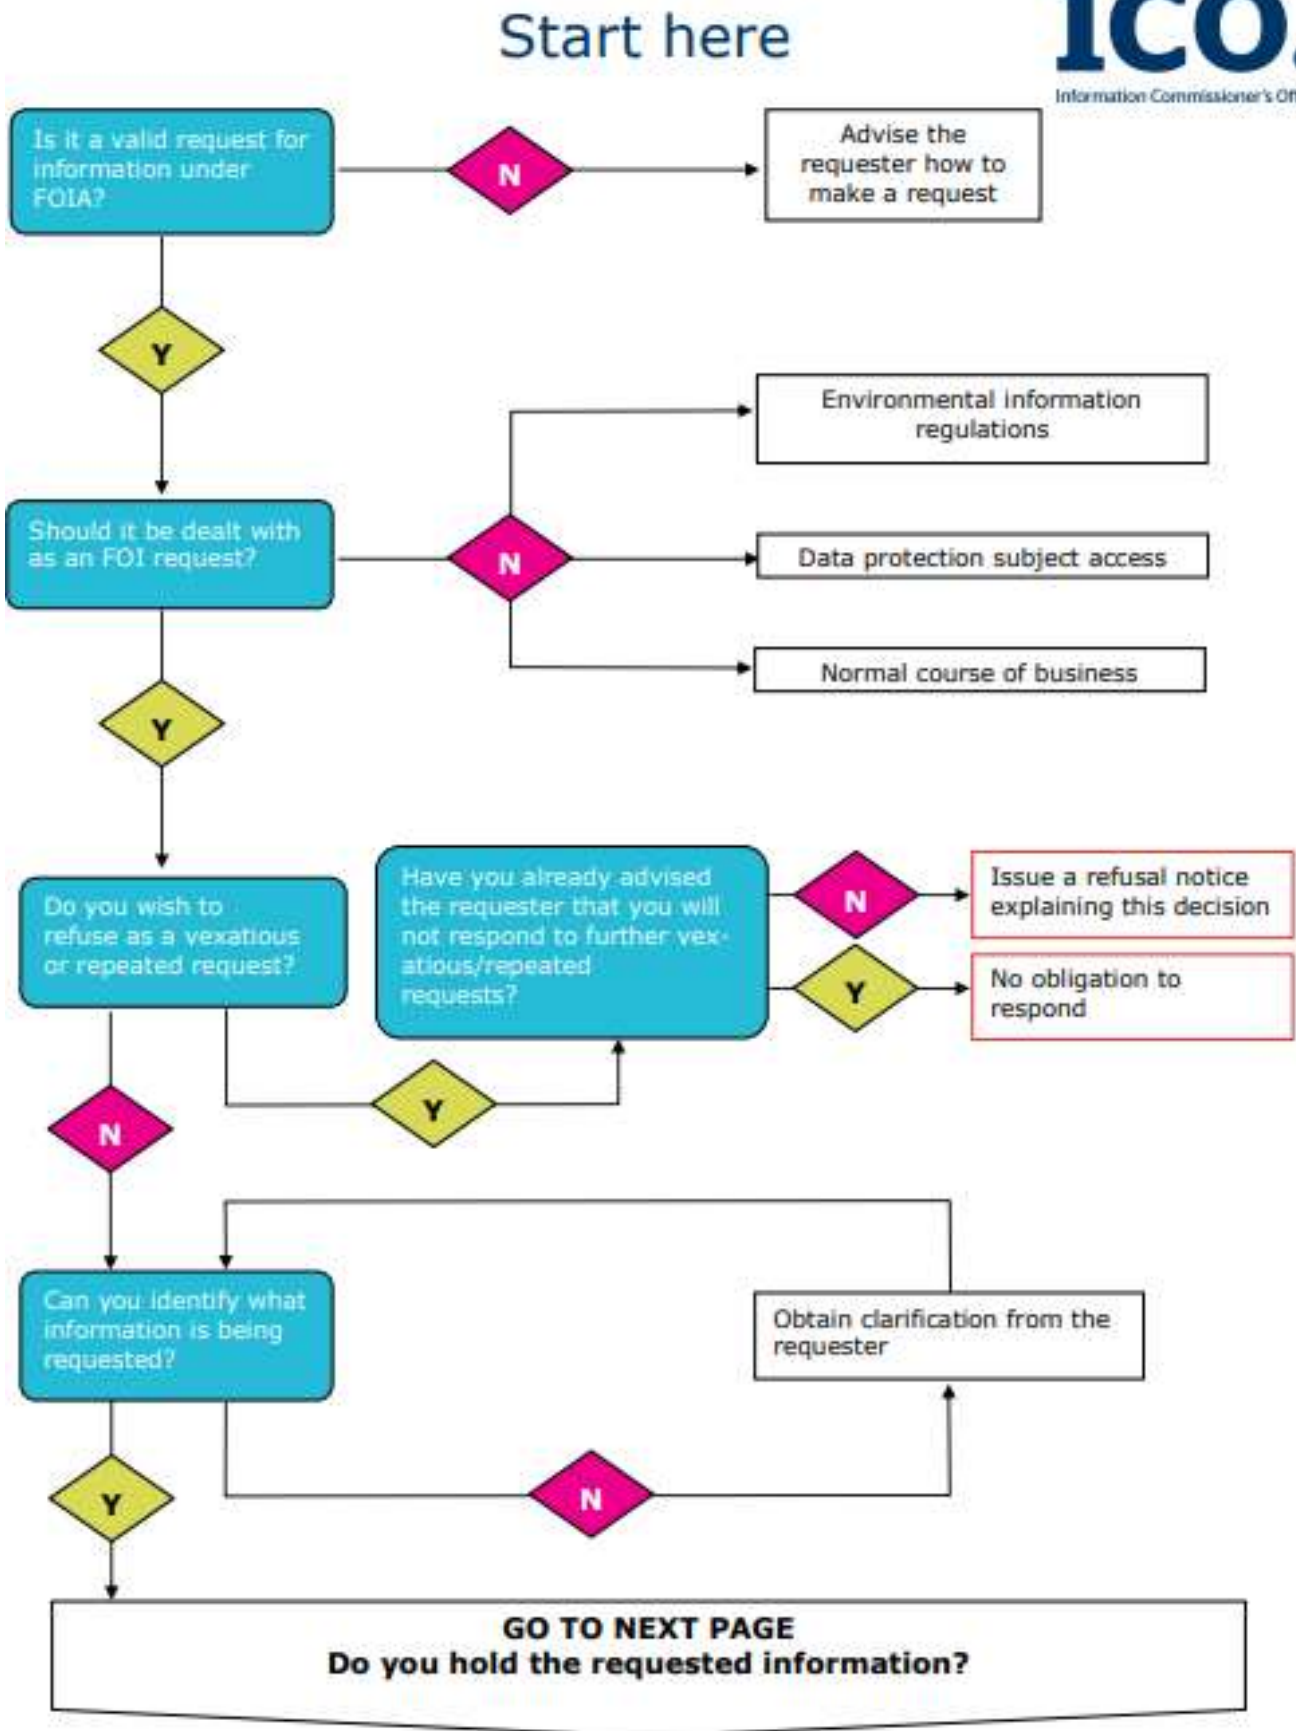 Start here
ico.
Information Commissioner's Off
Is it a valid request for
information under
FOIA?
N
Advise the
requester how to
make a request
Y
Environmental information
regulations
Should it be dealt with
as an FOI request?
N
Data protection subject access
Normal course of business
Y
Do you wish to
refuse as a vexatious
or repeated request?
Have you already advised
the requester that you will
not respond to further vex-
atious/repeated
requests?
N
Issue a refusal notice
explaining this decision
Y
No obligation to
respond
Y
N
Can you identify what
information is being
requested?
Obtain clarification from the
requester
N
Y
GO TO NEXT PAGE
Do you hold the requested information?